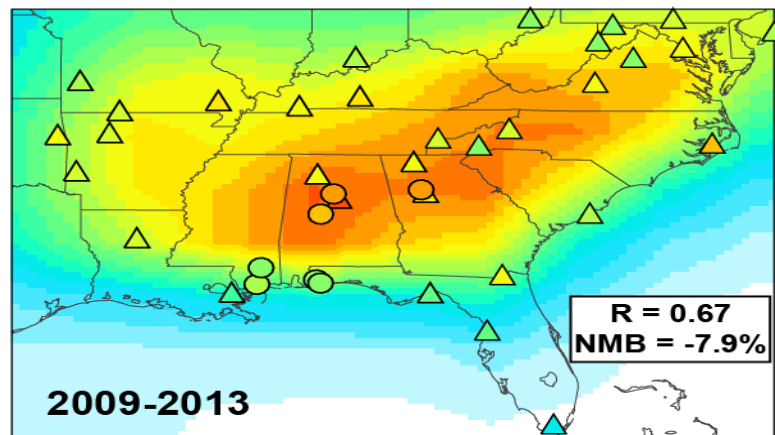 R = 0.67
NMB = -7.9%
2009-2013